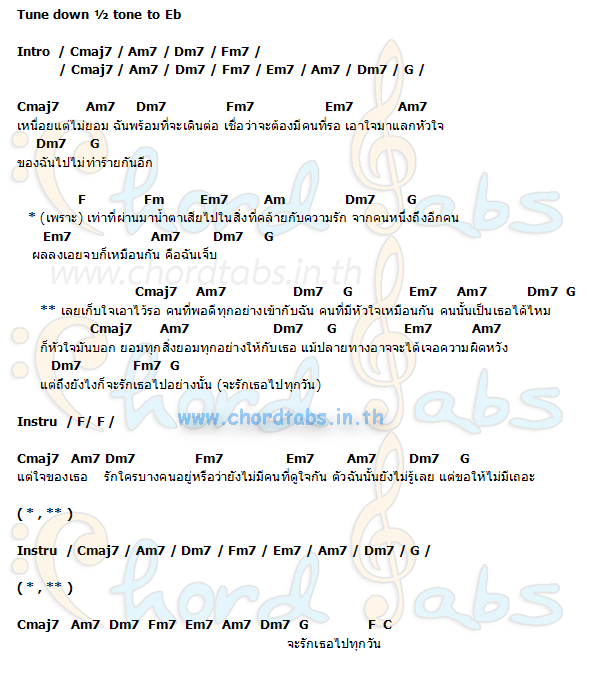 Tune down ½ tone to Eb
Intro / Cmaj7 / Am7 / Dm7 / Fm7 /
/ Cmaj7 / Am7 / Dm7 / Fm7 / Em7 / Am7 / Dm7 / G /
Cmaj7 Am7 Dm7 Fm7 Em7 Am7
เหนื่อยแต่ไม่ยอม ฉันพร้อมที่จะเดินต่อ เชื่อว่าจะต้องมีคนที่รอ เอาใจมาแลกหัวใจ
Dm7 G
ของฉันไปไม่ทำร้ายกันอีก
F Fm Em7 Am Dm7 G
* (เพราะ) เท่าที่ผ่านมาน้ำตาเสียไปในสิ่งที่คล้ายกับความรัก จากคนหนึ่งถึงอีกคน
Em7 Am7 Dm7 G
ผลลงเอยจบก็เหมือนกัน คือฉันเจ็บ
www.chordtabs.in.th
Cmaj7 Am7 Dm7 G Em7 Am7 Dm7 G
** เลยเก็บใจเอาไว้รอ คนที่พอดีทุกอย่างเข้ากับฉัน คนที่มีหัวใจเหมือนกัน คนนั้นเป็นเธอได้ไหม
Cmaj7 Am7 Dm7 G Em7 Am7
ก็หัวใจมันบอก ยอมทุกสิ่งยอมทุกอย่างให้กับเธอ แม้ปลายทางอาจจะได้เจอความผิดหวัง
Dm7 Fm7 G
แต่ถึงยังไงก็จะรักเธอไปอย่างนั้น (จะรักเธอไปทุกวัน)
Instru / F/ F /
www.chordtabs.in.th
Cmaj7 Am7 Dm7 Fm7 Em7 Am7 Dm7 G
แต่ใจของเธอ รักใครบางคนอยู่หรือว่ายังไม่มีคนที่ดูใจกัน ตัวฉันนั้นยังไม่รู้เลย แต่ขอให้ไม่มีเถอะ
( * , ** )
Instru / Cmaj7 / Am7 / Dm7 / Fm7 / Em7 / Am7 / Dm7 / G /
( * , ** )
Cmaj7 Am7 Dm7 Fm7 Em7 Am7 Dm7 G F C
จะรักเธอไปทุกวัน